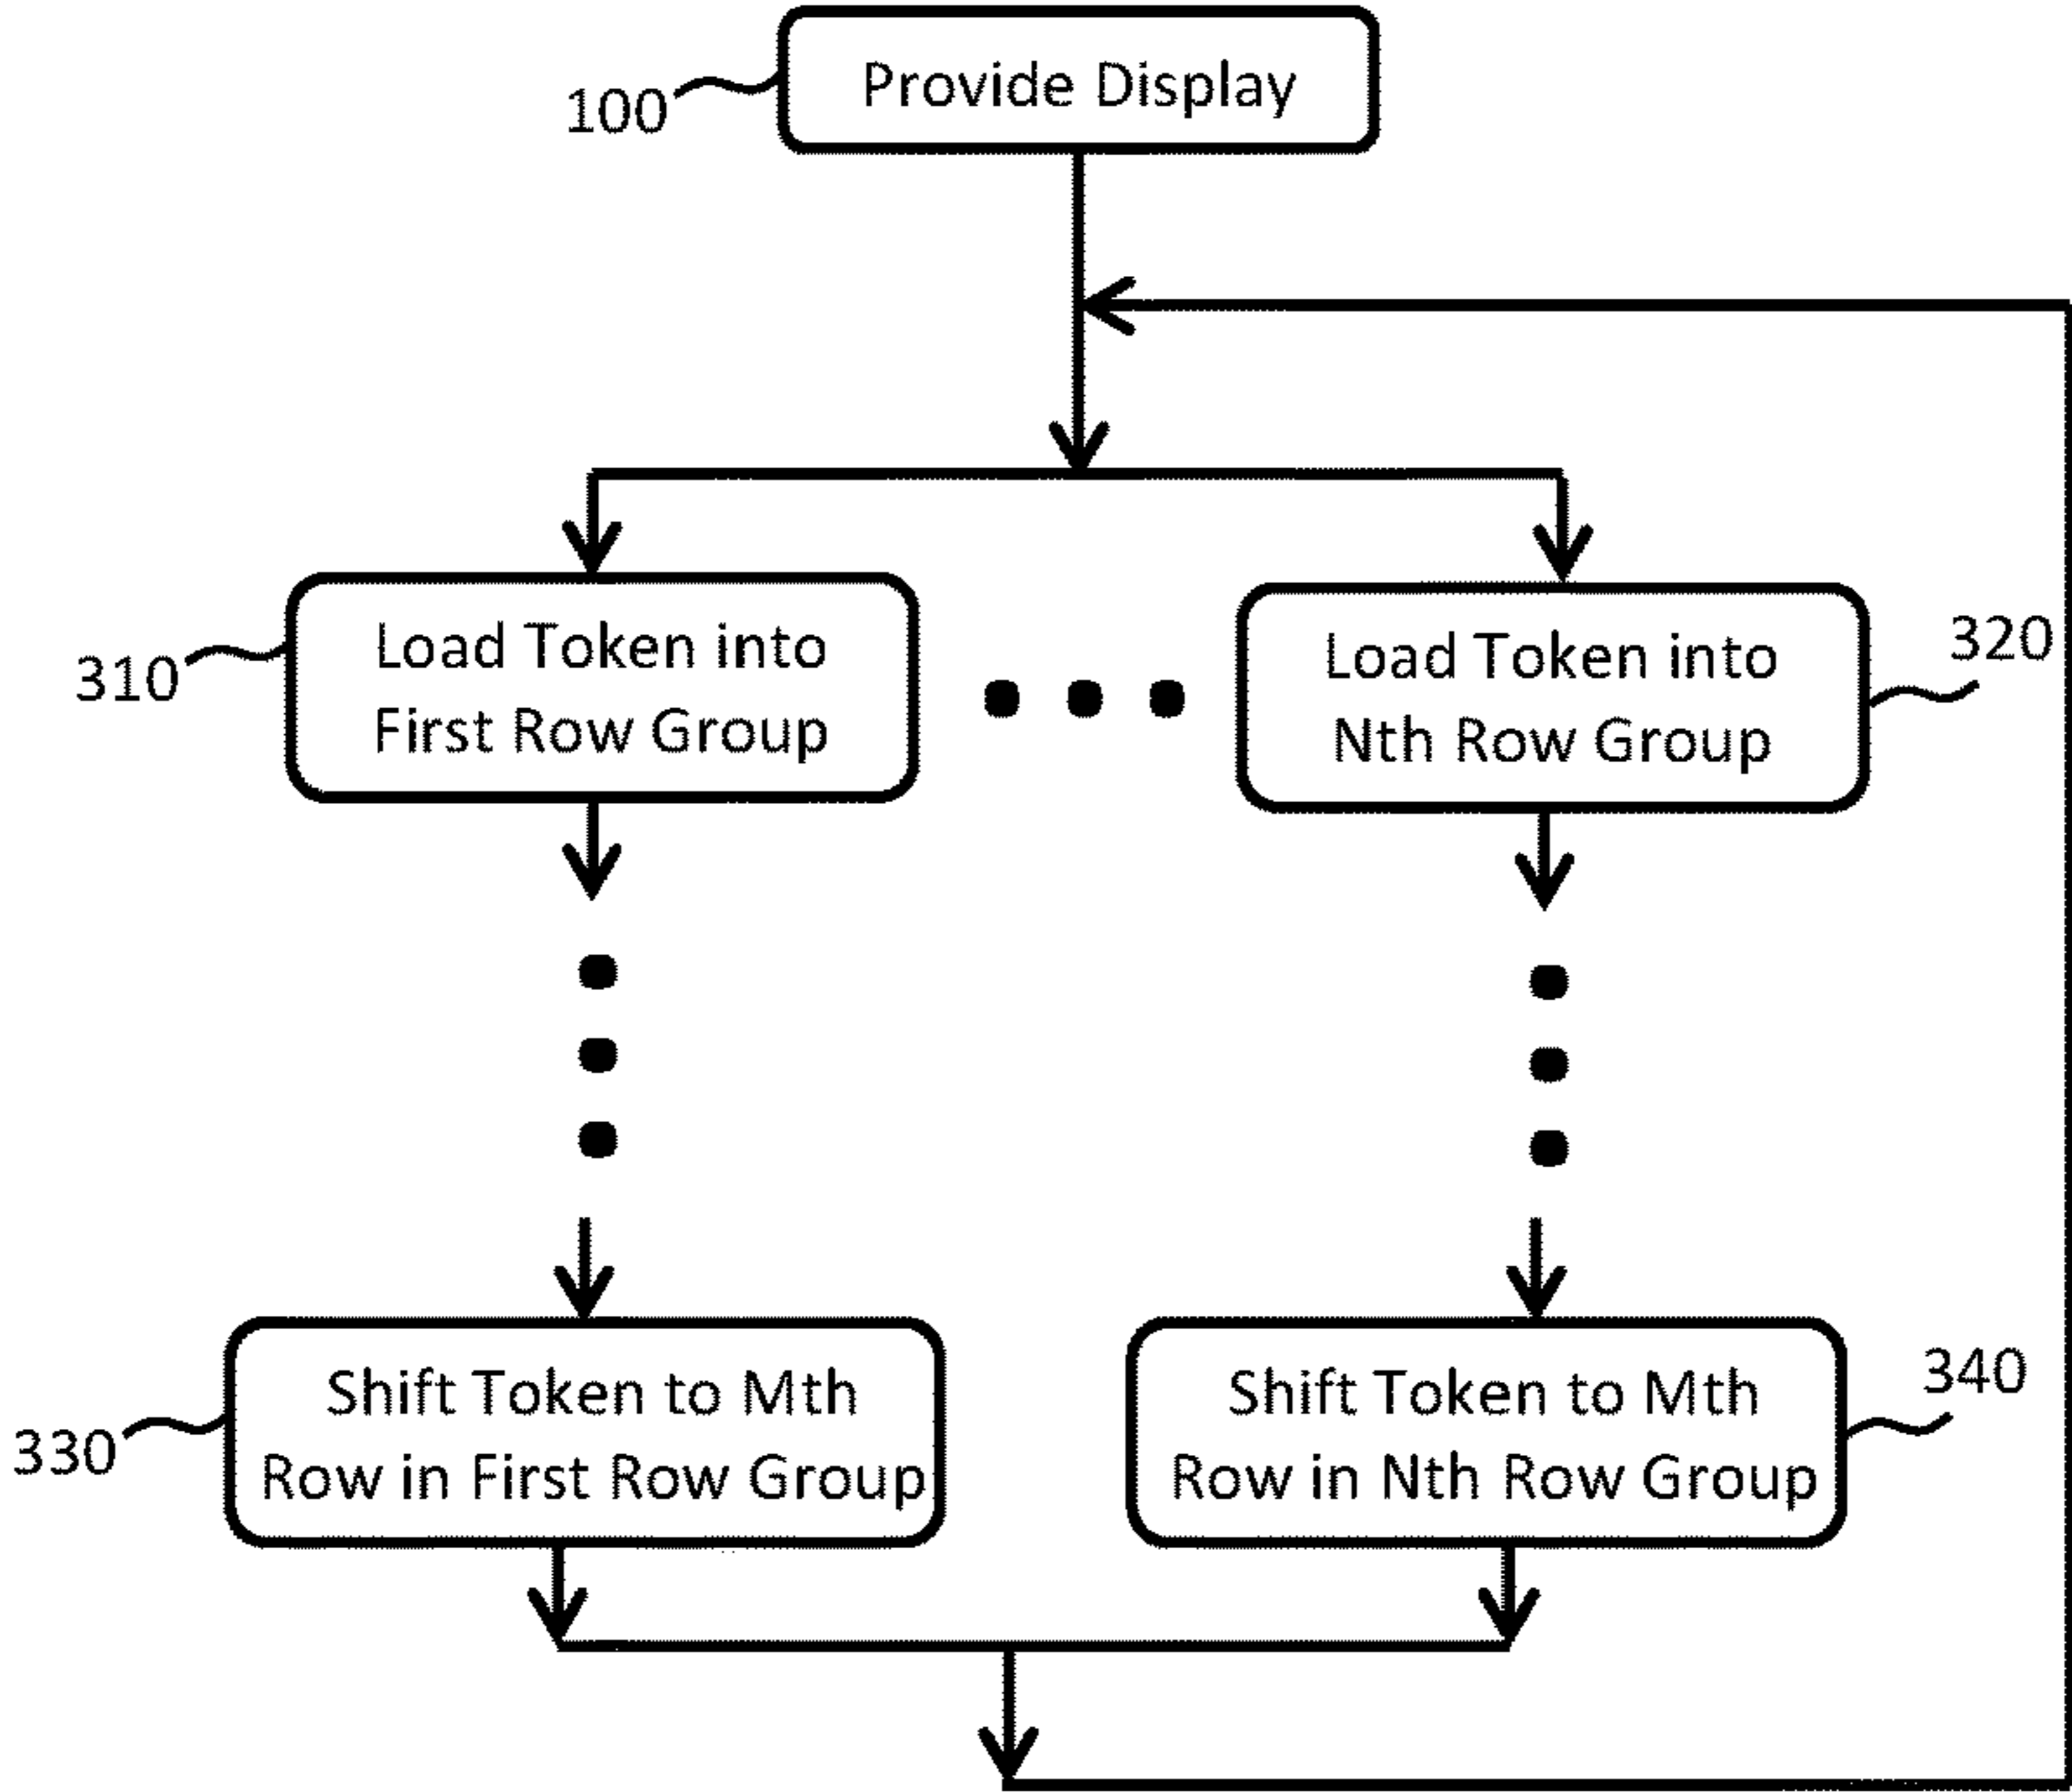 Provide Display
100
Load Token into
First Row Group
310
Load Token into
Nth Row Group
320
Shift Token to Mth
Row in First Row Group
330
Shift Token to Mth
Row in Nth Row Group
340